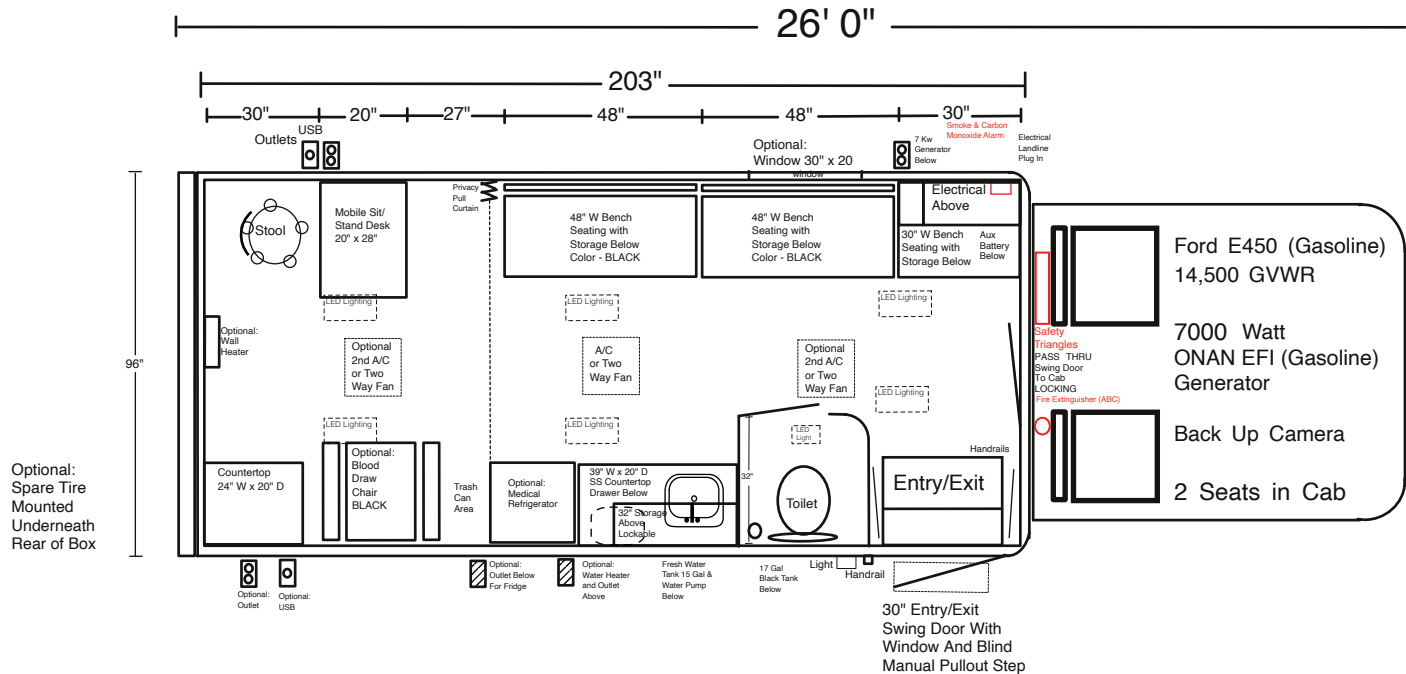 26' 0"
203"
30"
20"
27"
48"
48"
30"
USB
Outlets
Optional:
Window 30" x 20
window
7 Kw
Generator
Below
Smoke & Carbon
Monoxide Alarm
Electrical
Landline
Plug In
96"
Stool
Mobile Sit/
Stand Desk
20" x 28"
Privacy
Pull
Curtain
48" W Bench
Seating with
Storage Below
Color - BLACK
48" W Bench
Seating with
Storage Below
Color - BLACK
Electrical
Above
30" W Bench
Seating with
Storage Below
Aux
Battery
Below
LED Lighting
LED Lighting
LED Lighting
Optional:
Wall
Heater
Optional
2nd A/C
or Two
Way Fan
A/C
or Two
Way Fan
Optional
2nd A/C
or Two
Way Fan
LED Lighting
LED Lighting
LED Lighting
LED
Light
Safety
Triangles
PASS THRU
Swing Door
To Cab
LOCKING
Fire Extinguisher (ABC)
Ford E450 (Gasoline)
14,500 GVWR
7000 Watt
ONAN EFI (Gasoline)
Generator
Back Up Camera
2 Seats in Cab
Optional:
Spare Tire
Mounted
Underneath
Rear of Box
Countertop
24" W x 20" D
Optional:
Blood
Draw
Chair
BLACK
Trash
Can
Area
Optional:
Medical
Refrigerator
39" W x 20" D
SS Countertop
Drawer Below
32" Storage
Above
Lockable
32"
Toilet
Handrails
Entry/Exit
Optional:
Outlet
Optional:
USB
Optional:
Outlet Below
For Fridge
Optional:
Water Heater
and Outlet
Above
Fresh Water
Tank 15 Gal &
Water Pump
Below
17 Gal
Black Tank
Below
Light
Handrail
30" Entry/Exit
Swing Door With
Window And Blind
Manual Pullout Step